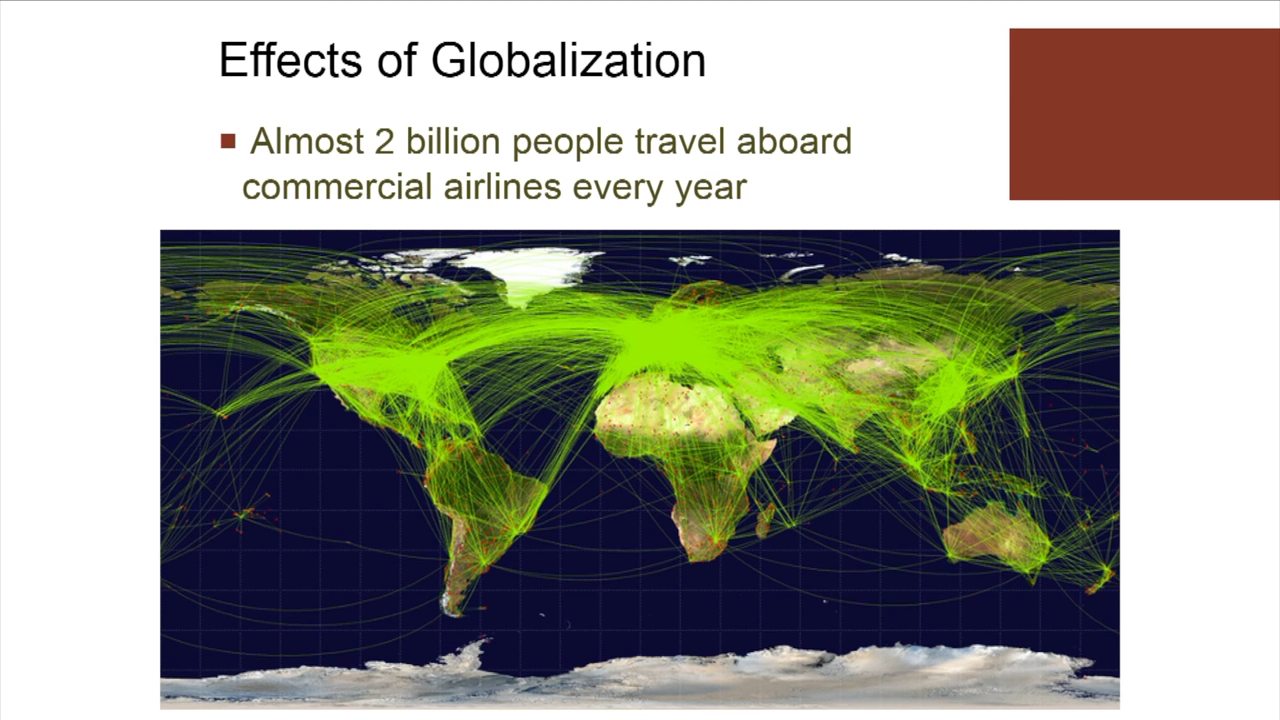 Effects of Globalization
Almost 2 billion people travel aboard
commercial airlines every year